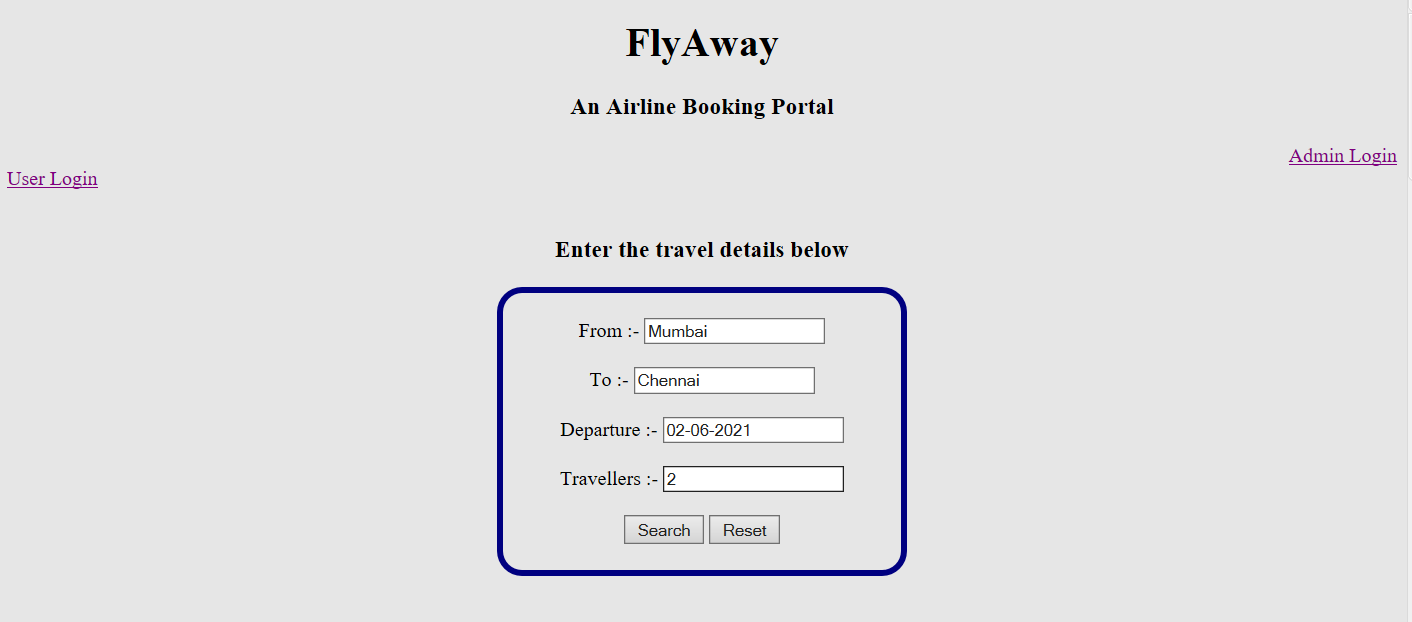 FlyAway
An Airline Booking Portal
Admin Login
User Login
Enter the travel details below
From :- Mumbai
To :- Chennai
Departure :- 02-06-2021
Travellers :- 2
Search Reset